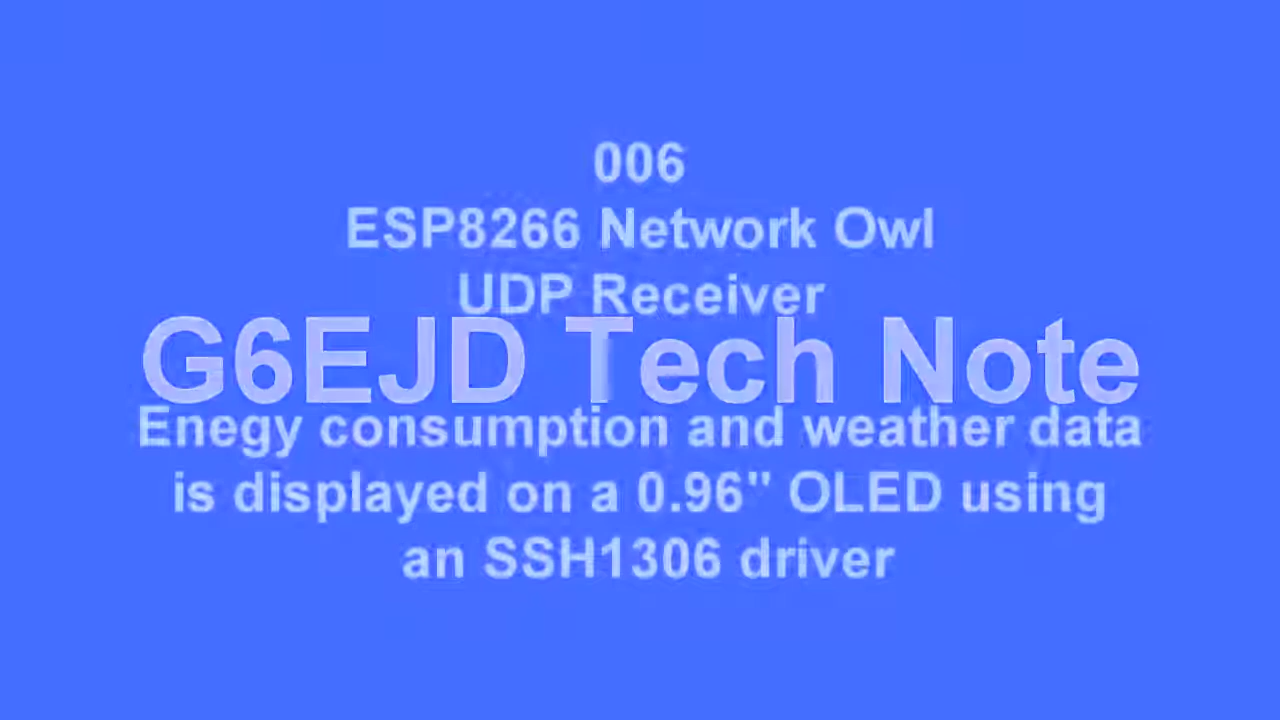 006
ESP8266 Network Owl
UDP Receiver
G6EJD Tech Note
Enegy consumption and weather data
is displayed on a 0.96" OLED using
an SSH1306 driver